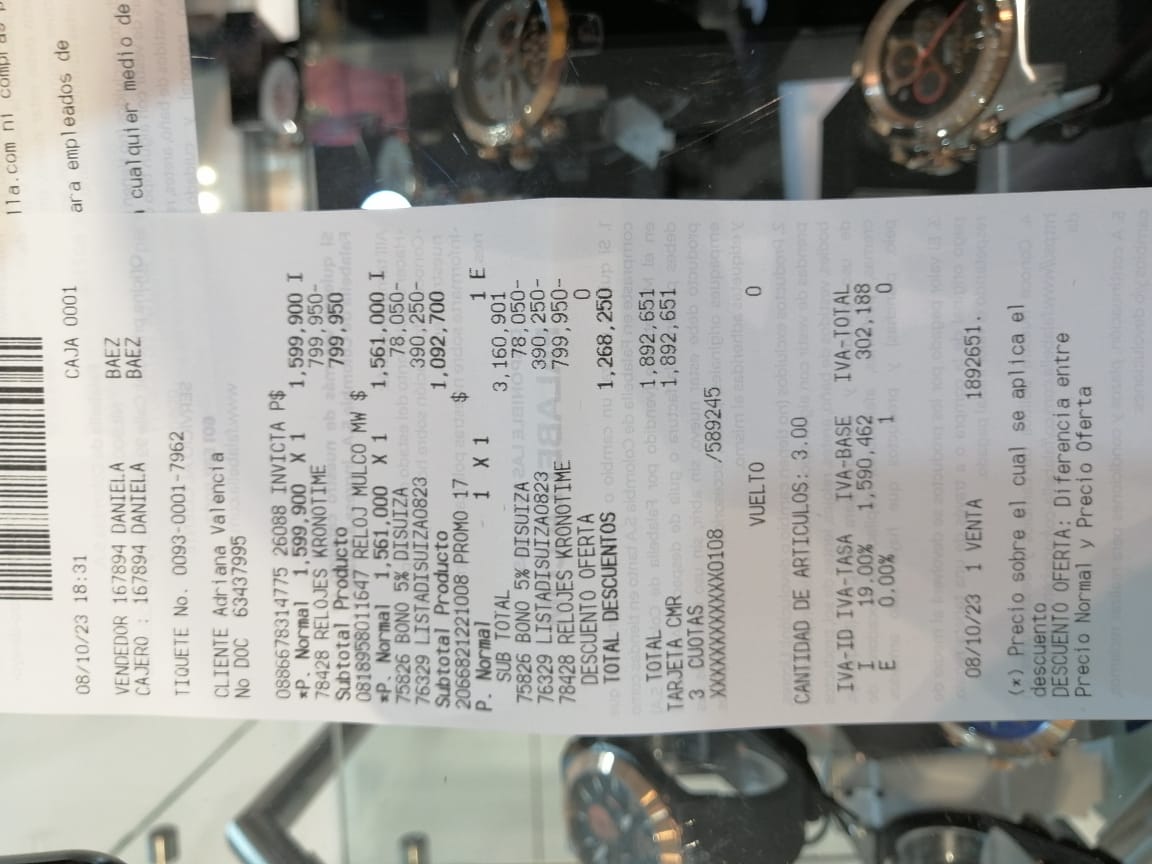 lla.com ni compras
CAJA 0001
ara empleados de
cualquier medio de
08/10/23 18:31
VENDEDOR 167894 DANIELA BAEZ
CAJERO : 167894 DANIELA BAEZ
TIQUETE No. 0093-0001-7962
CLIENTE Adriana Valencia
No DOC 63437995
0886678314775 26088 INVICTA P$ 1,599,900 I
*P. Normal 1,599,900 X 1 799,950-
78428 RELOJES KRONOTIME 799,950
Subtotal Producto
0818958011647 RELOJ MULCO MW $ 1,561,000 I
*P. Normal 1,561,000 X 1 78,050-
75826 BONO 5% DISUIZA 390,250-
76329 LISTADISUIZA0823 1,092,700
Subtotal Producto
2066821221008 PROMO 17 $ 1 E
P. Normal 1 X 1
SUB TOTAL 3,160,901
75826 BONO 5% DISUIZA 78,050-
76329 LISTADISUIZA0823 390,250-
78428 RELOJES KRONOTIME 799,950-
DESCUENTO OFERTA 0
TOTAL DESCUENTOS 1,268,250
TOTAL 1,892,651
TARJETA CMR 1,892,651
3 CUOTAS
XXXXXXXXXXXXXXX0108 /589245
VUELTO 0
CANTIDAD DE ARTICULOS: 3.00
IVA-ID IVA-TASA IVA-BASE IVA-TOTAL
I 19.00% 1,590,462 302,188
E 0.00% 1 0
08/10/23 1 VENTA 1892651.
(*) Precio sobre el cual se aplica el
descuento
DESCUENTO OFERTA: Diferencia entre
Precio Normal y Precio Oferta